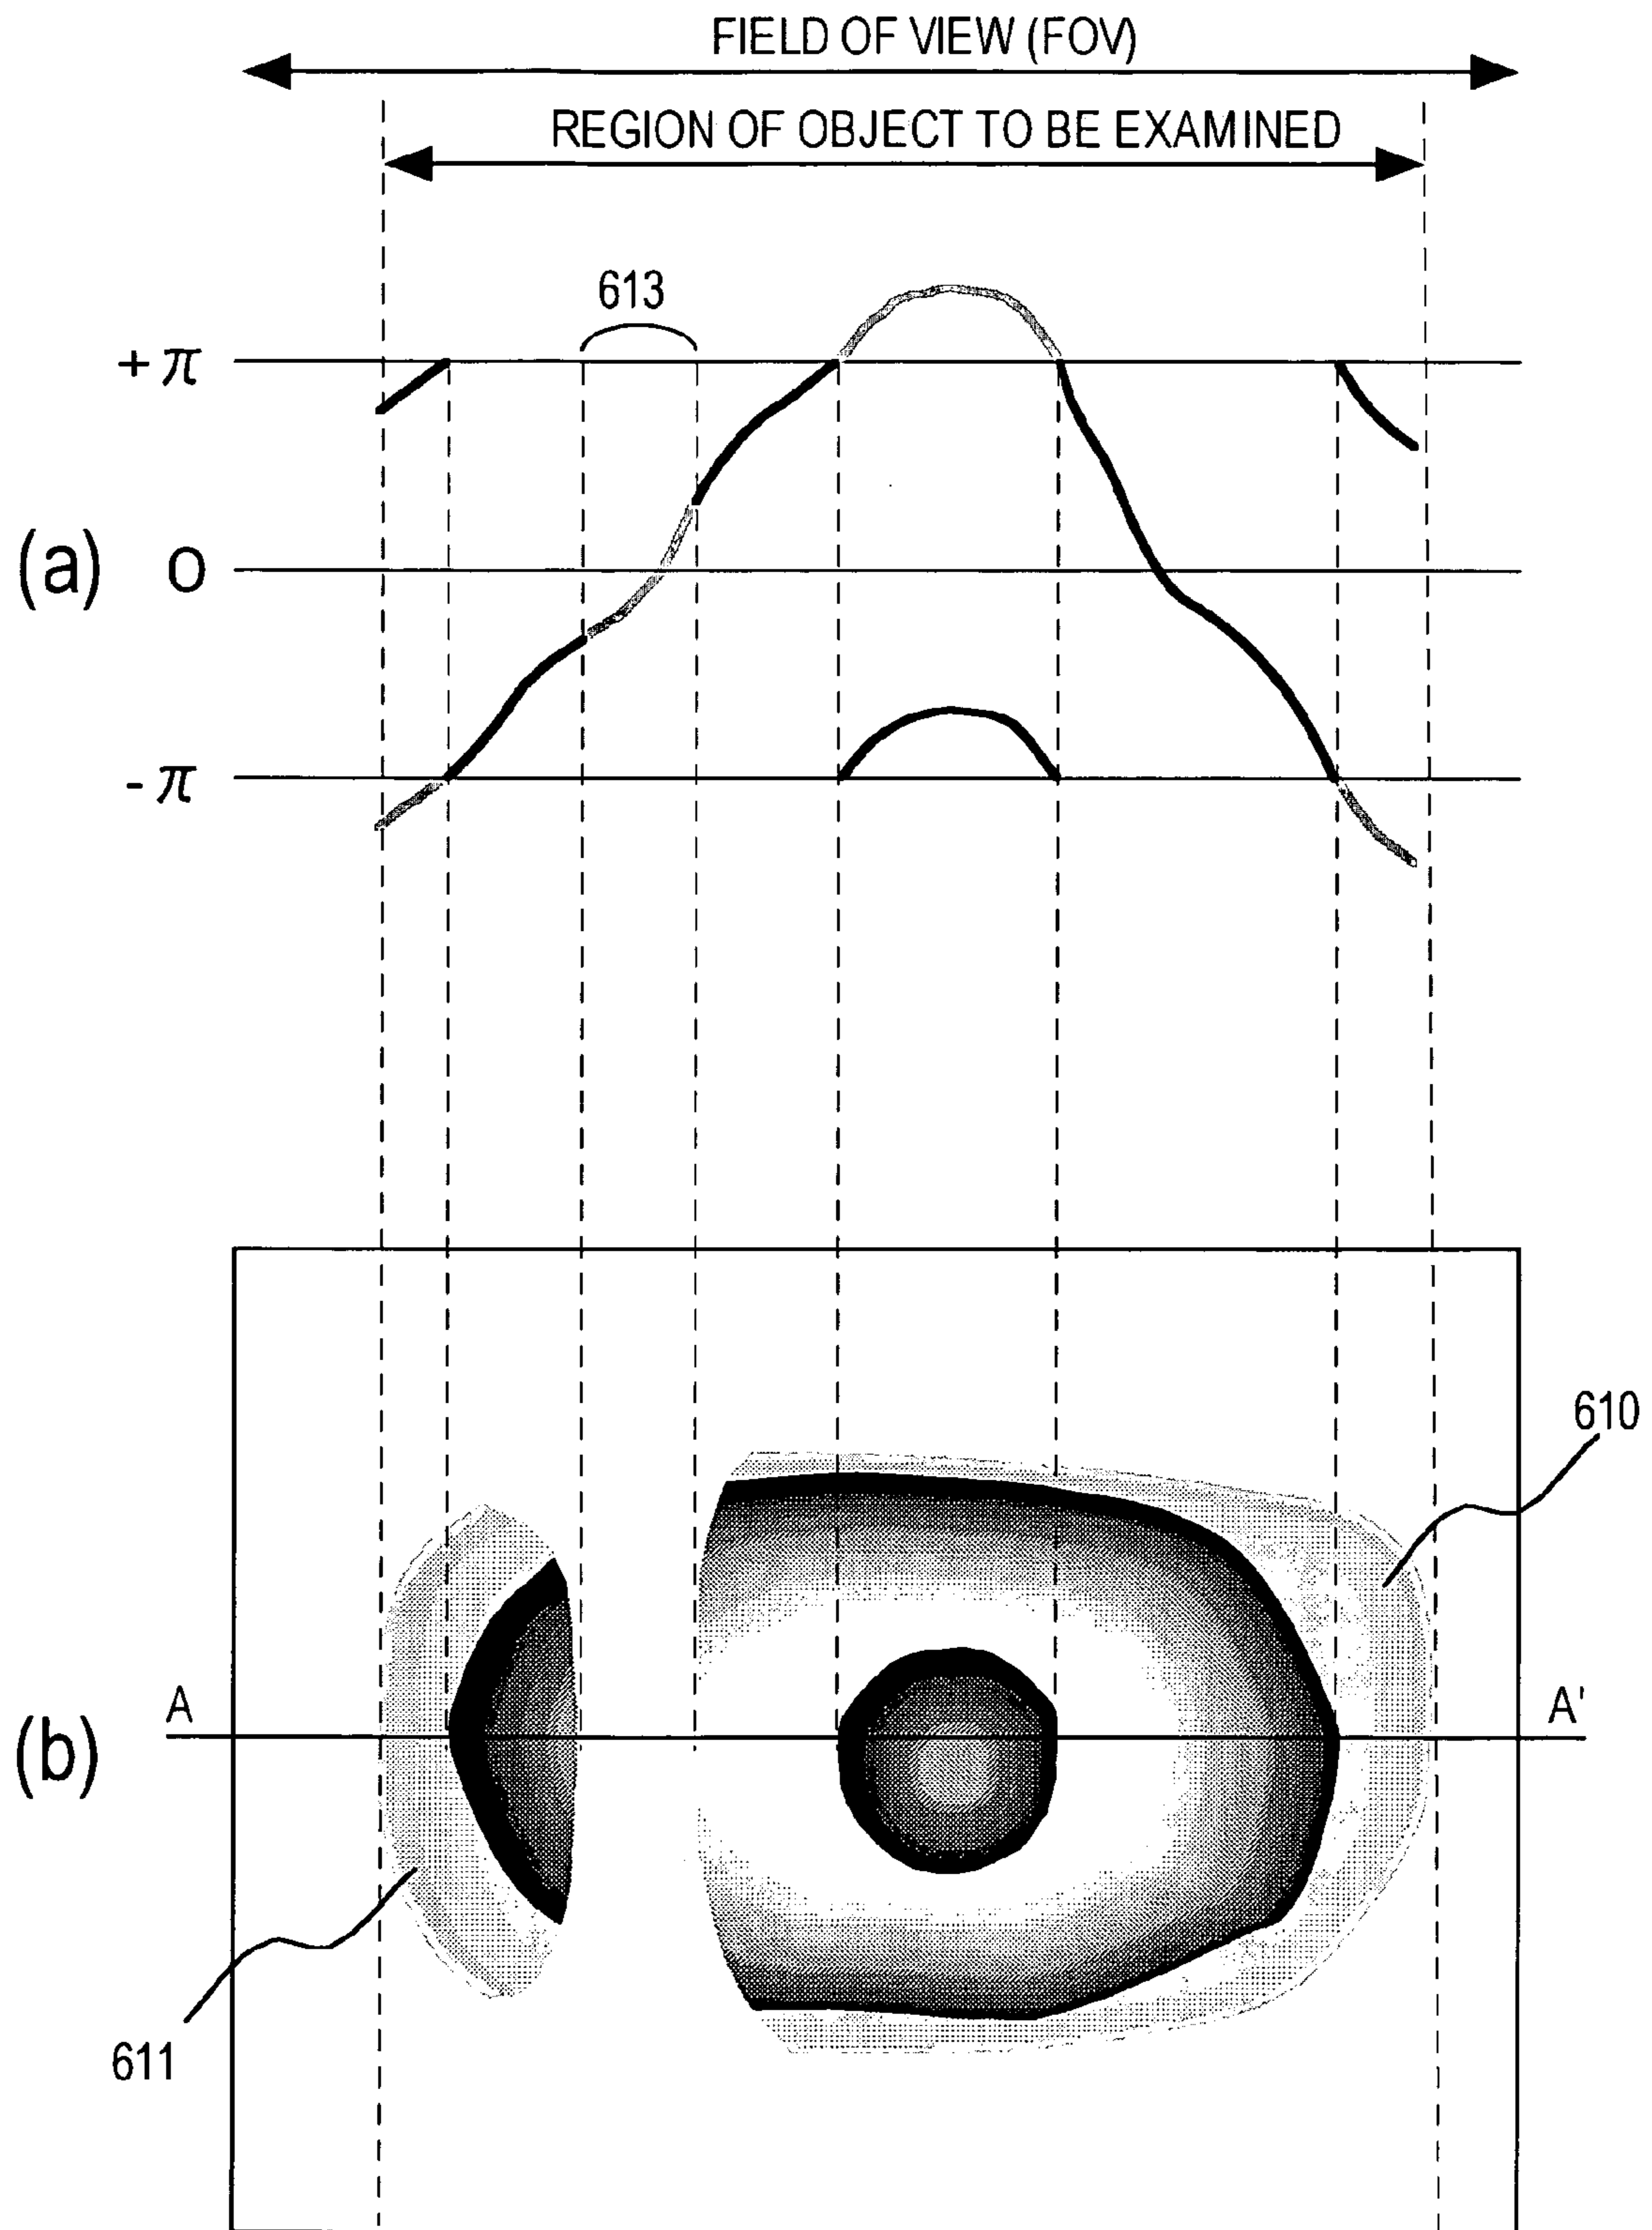 FIELD OF VIEW (FOV)
REGION OF OBJECT TO BE EXAMINED
613
+π
(a) 0
-π
610
A A'
(b)
611